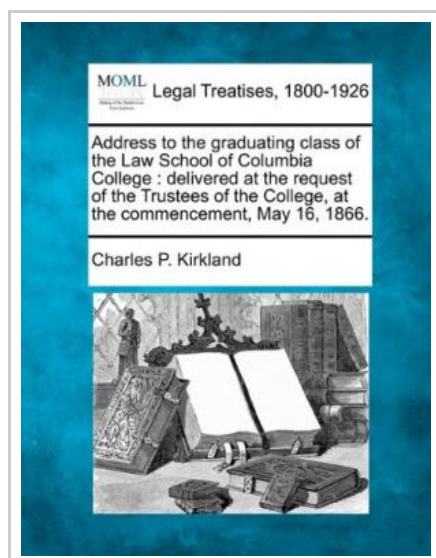 MOML Legal Treatises, 1800-1926
Address to the graduating class of
the Law School of Columbia
College : delivered at the request
of the Trustees of the College, at
the commencement, May 16, 1866.
Charles P. Kirkland